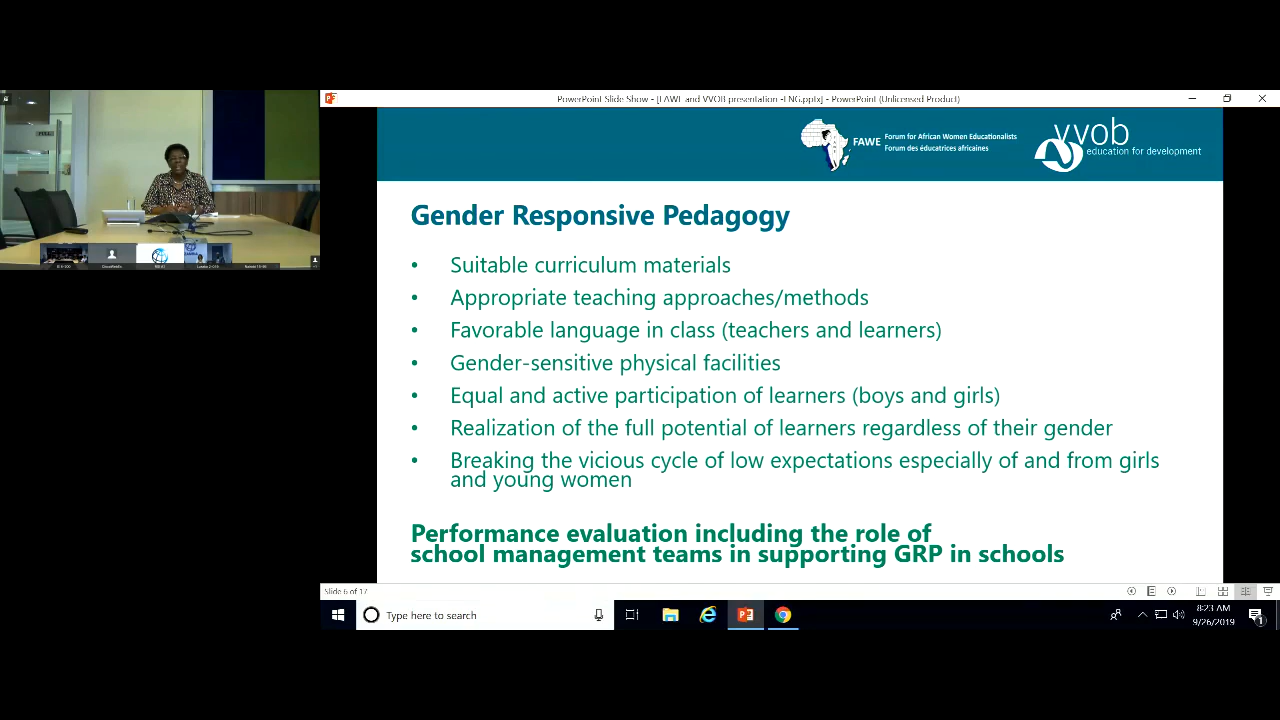 PowerPoint Slide Show - [FAWE and VVOB presentation -ENG.pptx] - PowerPoint (Unlicensed Product)
FAWE
Forum for African Women Educationalists
Forum des éducatrices africaines
vvob
education for development
Gender Responsive Pedagogy
• Suitable curriculum materials
• Appropriate teaching approaches/methods
• Favorable language in class (teachers and learners)
• Gender-sensitive physical facilities
• Equal and active participation of learners (boys and girls)
• Realization of the full potential of learners regardless of their gender
• Breaking the vicious cycle of low expectations especially of and from girls
and young women
Performance evaluation including the role of
school management teams in supporting GRP in schools
Slide 6 of 17
Type here to search
8:23 AM
9/26/2019
1